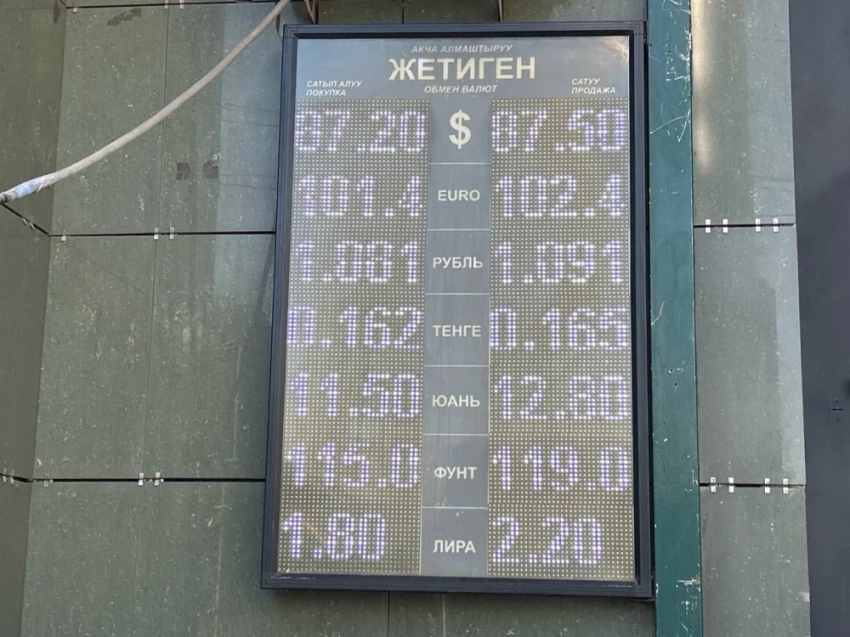 АКЧА АЛМАШТЫРУУ
ЖЕТИГЕН
ОБМЕН ВАЛЮТ
САТЫП АЛУУ
ПОКУПКА
САТУУ
ПРОДАЖА
87.20 $ 87.50
101.4 EURO 102.4
1.081 РУБЛЬ 1.091
0.162 ТЕНГЕ 0.165
11.50 ЮАНЬ 12.80
115.0 ФУНТ 119.0
1.80 ЛИРА 2.20